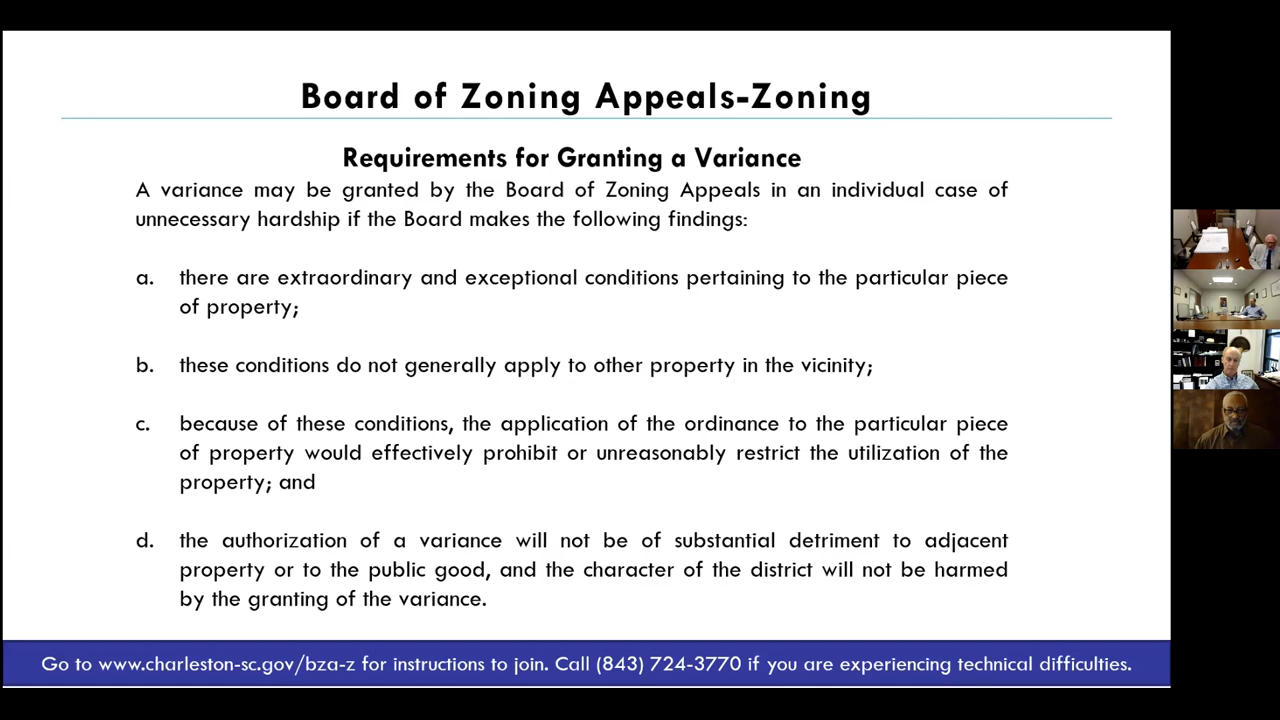 Board of Zoning Appeals-Zoning
Requirements for Granting a Variance
A variance may be granted by the Board of Zoning Appeals in an individual case of
unnecessary hardship if the Board makes the following findings:
a. there are extraordinary and exceptional conditions pertaining to the particular piece
of property;
b. these conditions do not generally apply to other property in the vicinity;
c. because of these conditions, the application of the ordinance to the particular piece
of property would effectively prohibit or unreasonably restrict the utilization of the
property; and
d. the authorization of a variance will not be of substantial detriment to adjacent
property or to the public good, and the character of the district will not be harmed
by the granting of the variance.
Go to www.charleston-sc.gov/bza-z for instructions to join. Call (843) 724-3770 if you are experiencing technical difficulties.